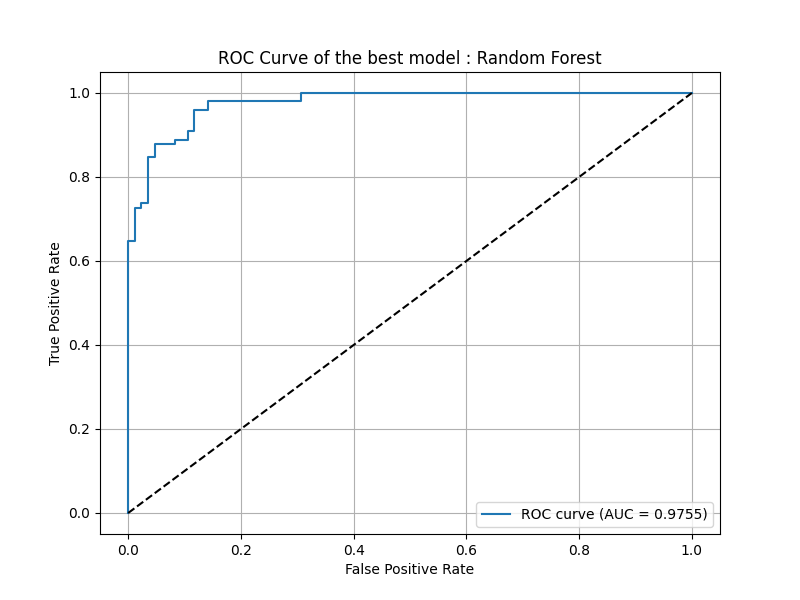 ROC Curve of the best model : Random Forest
1.0
0.8
0.6
0.4
0.2
0.0
True Positive Rate
ROC curve (AUC = 0.9755)
0.0 0.2 0.4 0.6 0.8 1.0
False Positive Rate